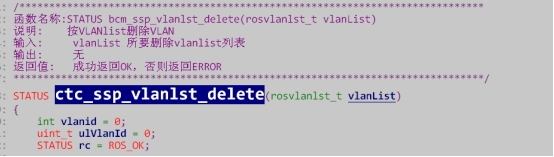 /*****************************************************************************
函数名称:STATUS bcm_ssp_vlanlst_delete(rosvlanlst_t vlanList)
说明: 按VLANlist删除VLAN
输入: vlanList 所要删除vlanlist列表
输出: 无
返回值: 成功返回OK，否则返回ERROR
*****************************************************************************/
STATUS ctc_ssp_vlanlst_delete(rosvlanlst_t vlanList)
{
int vlanid = 0;
uint_t ulVlanId = 0;
STATUS rc = ROS_OK;